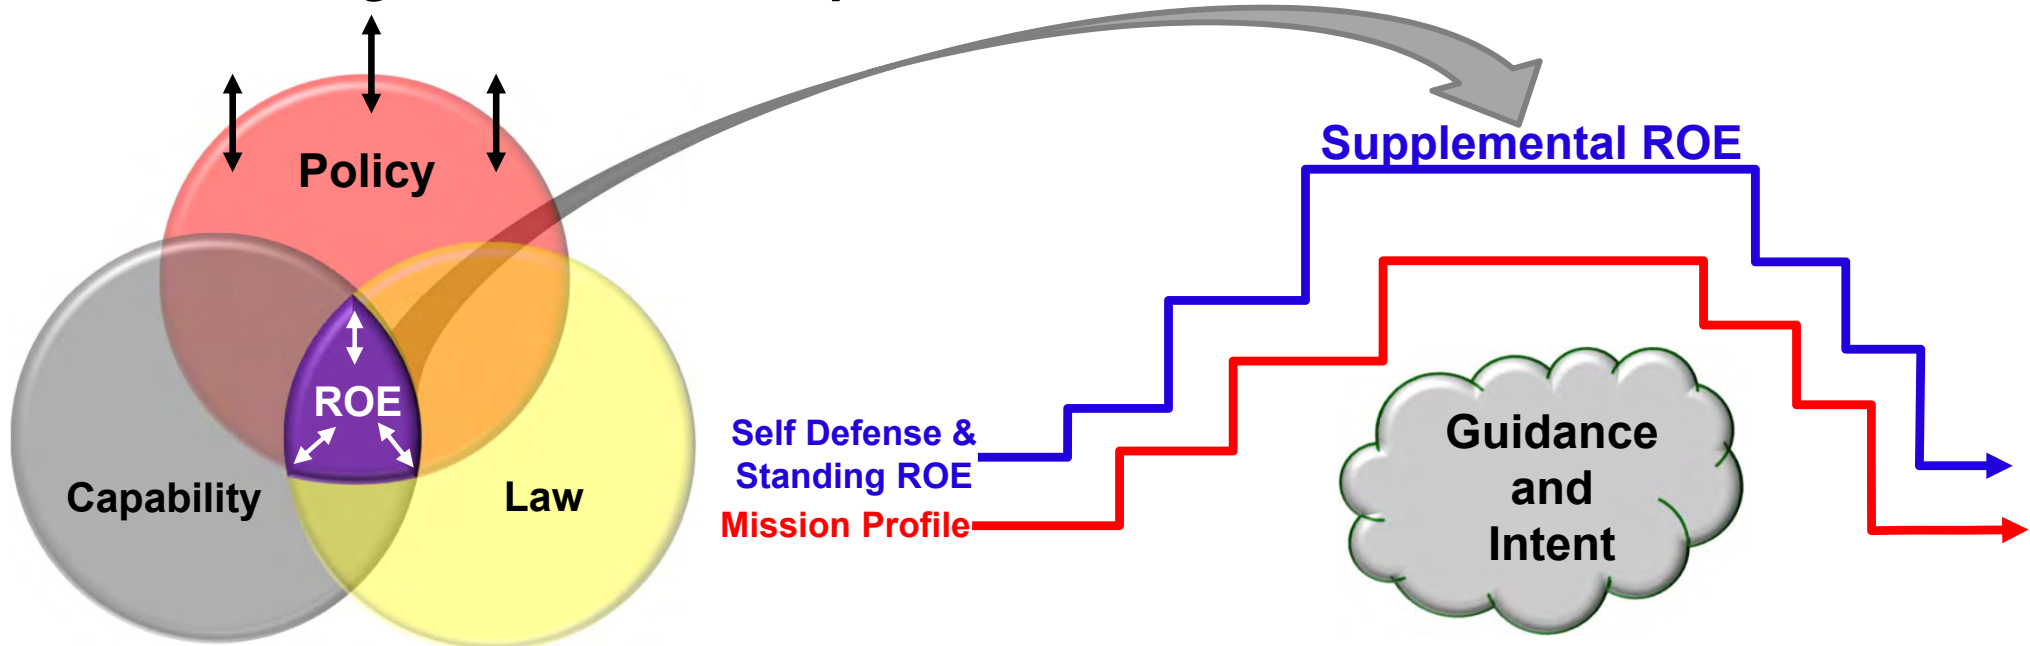 Policy
ROE
Capability
Law
Supplemental ROE
Self Defense &
Standing ROE
Mission Profile
Guidance
and
Intent